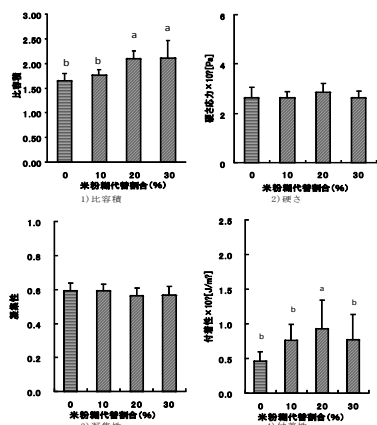 3.00
2.50
2.00
1.50
1.00
0.50
0.00
比容積
b
b
a
a
0 10 20 30
米粉糊代替割合(%)
1)比容積
6
4
2
0
硬さ応力×10?[Pa]
0 10 20 30
米粉糊代替割合(%)
2)硬さ
1.0
0.8
0.6
0.4
0.2
0.0
凝集性
0 10 20 30
米粉糊代替割合(%)
2.5
2.0
1.5
1.0
0.5
0.0
付着性×10?[J/m?]
b
b
a
b
0 10 20 30
米粉糊代替割合(%)